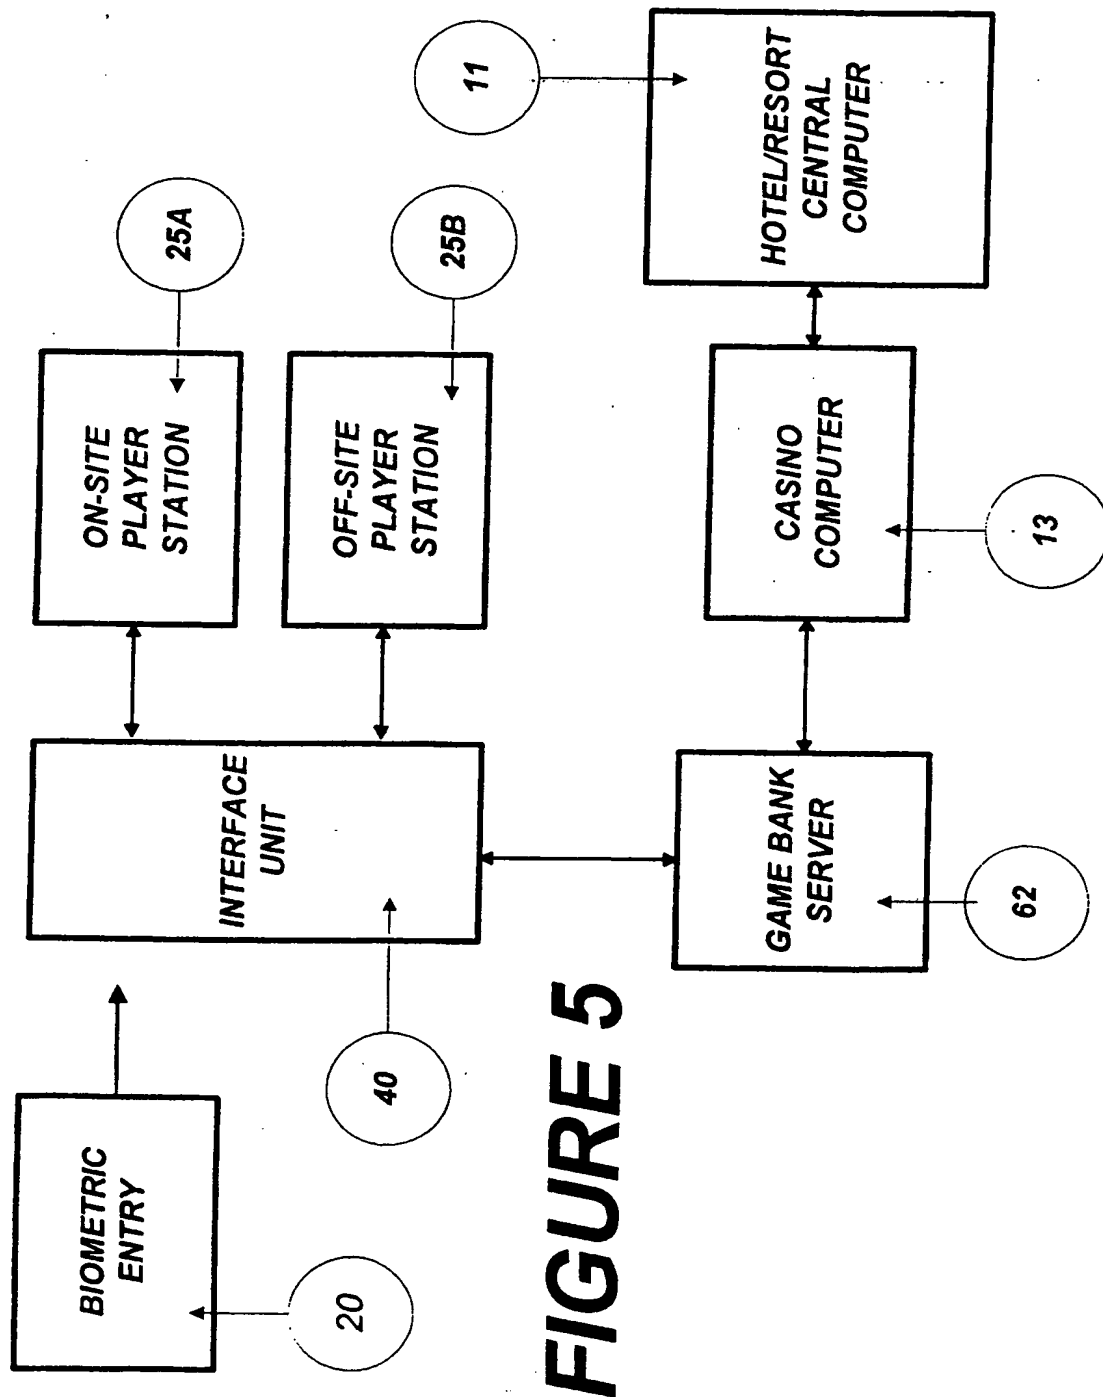 BIOMETRIC
ENTRY
20
INTERFACE
UNIT
40
ON-SITE
PLAYER
STATION
25A
OFF-SITE
PLAYER
STATION
25B
GAME BANK
SERVER
62
CASINO
COMPUTER
13
HOTEL/RESORT
CENTRAL
COMPUTER
11
FIGURE 5